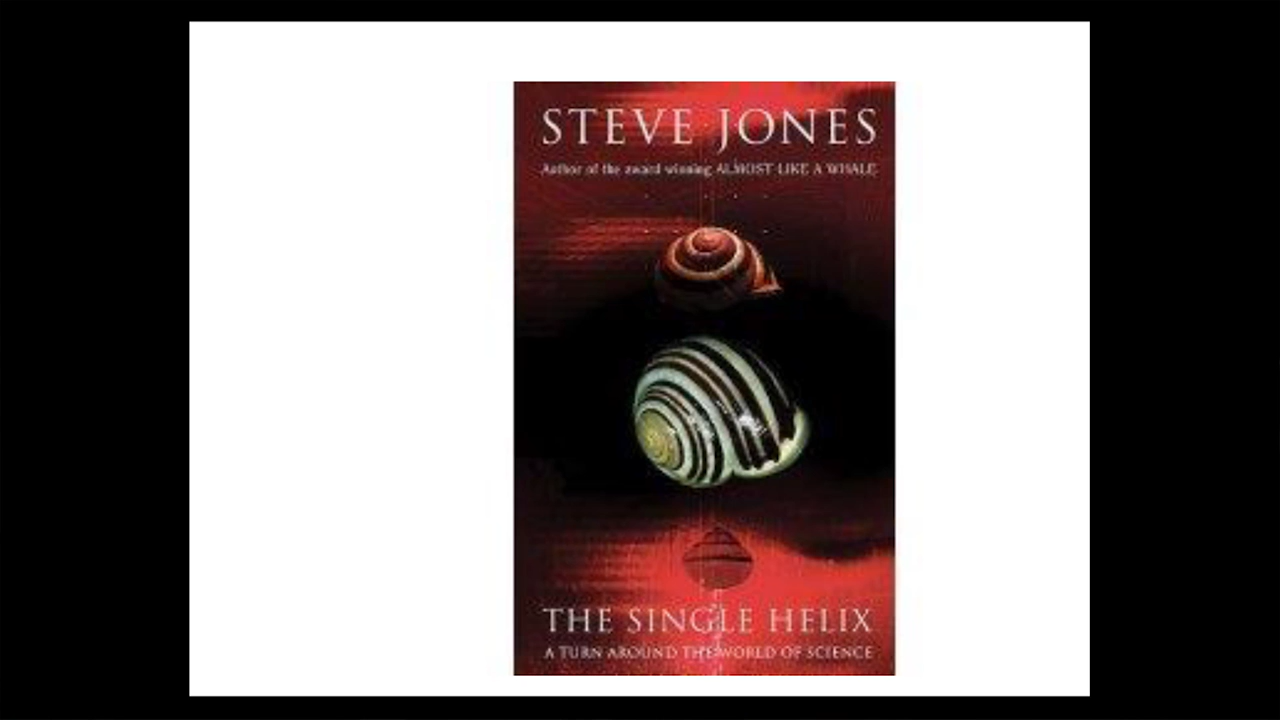 STEVE JONES
Author of the award winning ALMOST LIKE A WHALE
THE SINGLE HELIX
A TURN AROUND THE WORLD OF SCIENCE